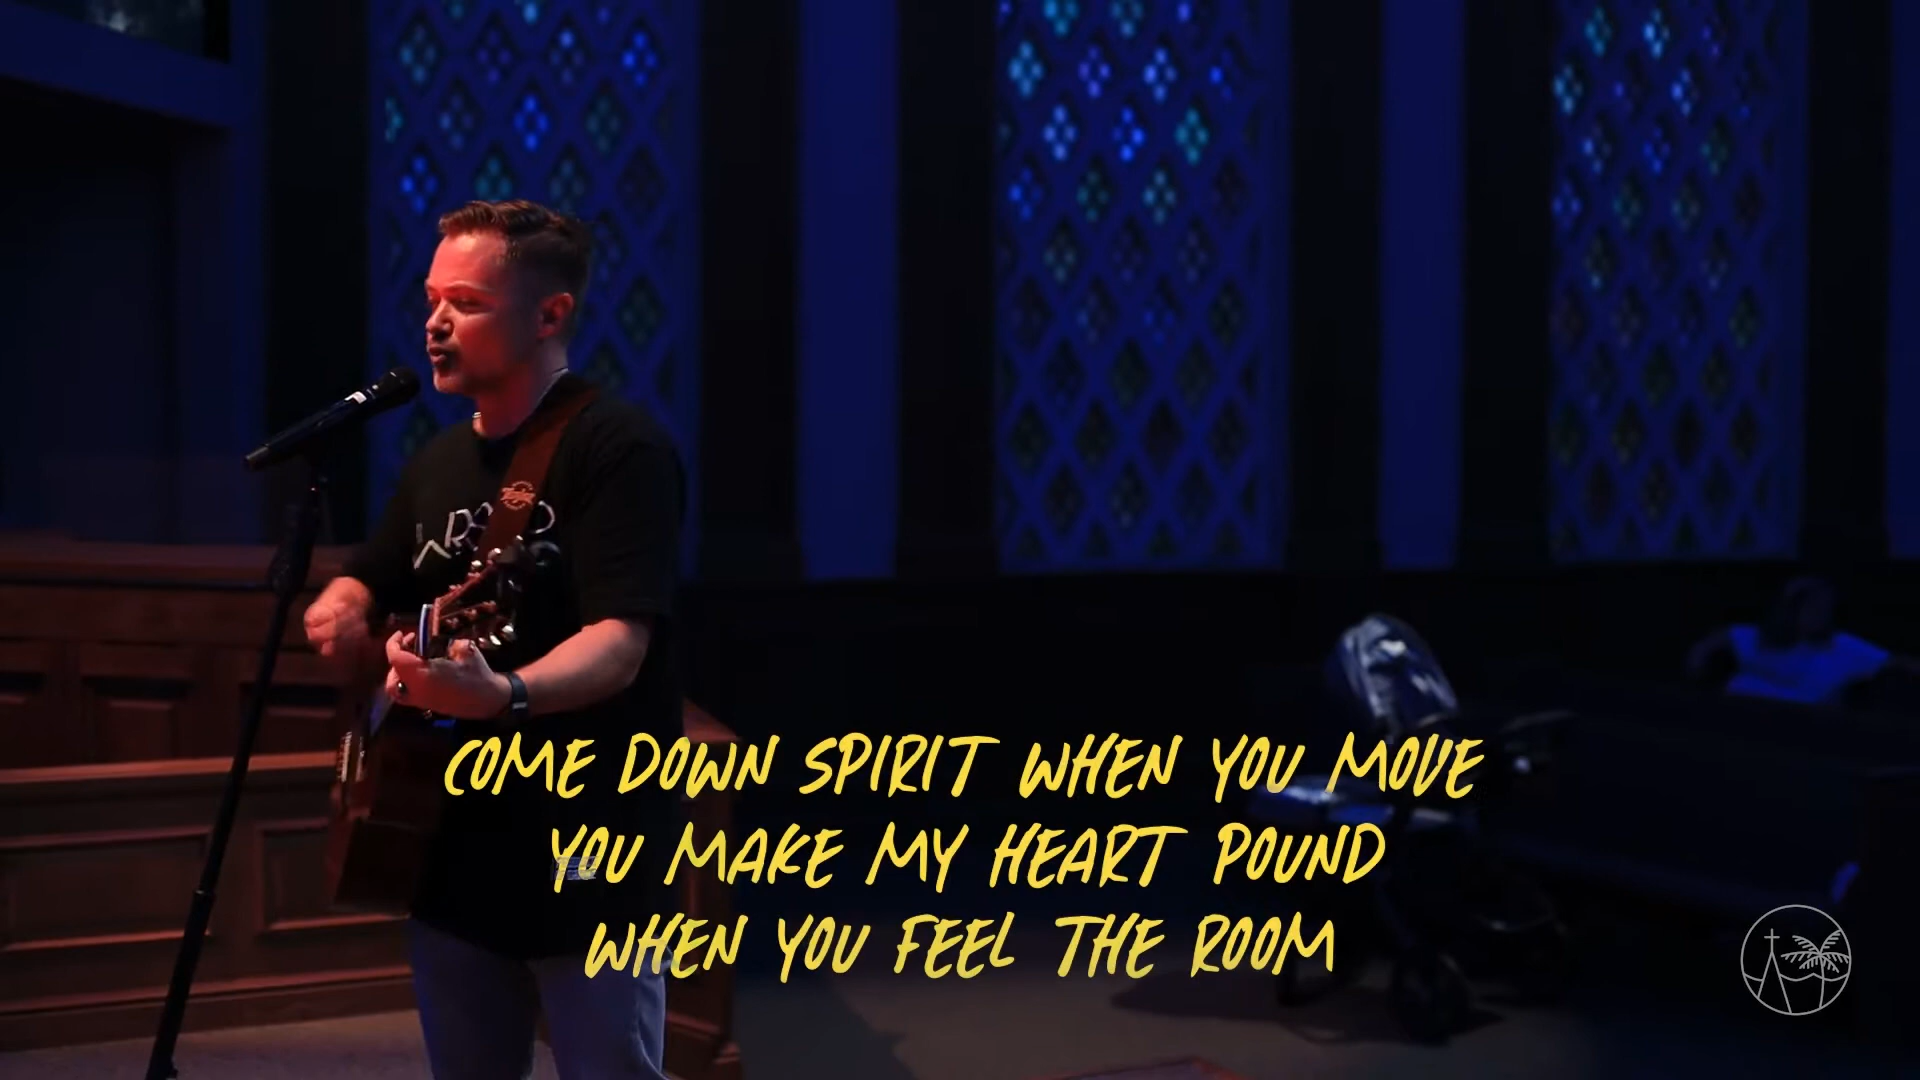 COME DOWN SPIRIT WHEN YOU MOVE
YOU MAKE MY HEART POUND
WHEN YOU FEEL THE ROOM